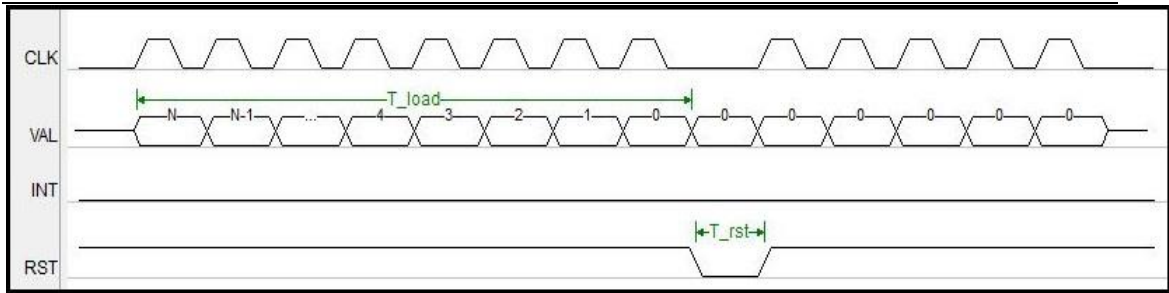 CLK
T_load
VAL N N-1 ... 4 3 2 1 0 0 0 0 0 0 0
INT
T_rst
RST